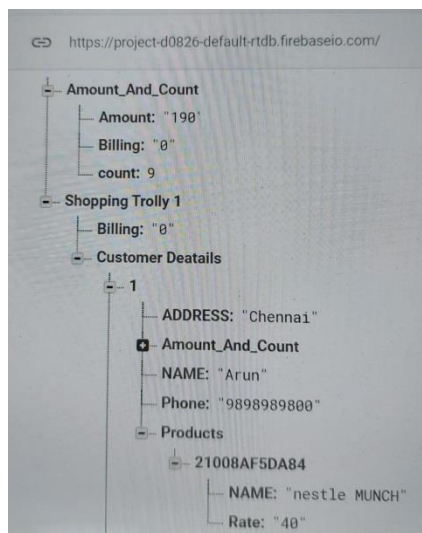 https://project-d0826-default-rtdb.firebaseio.com/
Amount_And_Count
Amount: "190"
Billing: "0"
count: 9
Shopping Trolly 1
Billing: "0"
Customer Deatails
1
ADDRESS: "Chennai"
Amount_And_Count
NAME: "Arun"
Phone: "9898989800"
Products
21008AF5DA84
NAME: "nestle MUNCH"
Rate: "40"